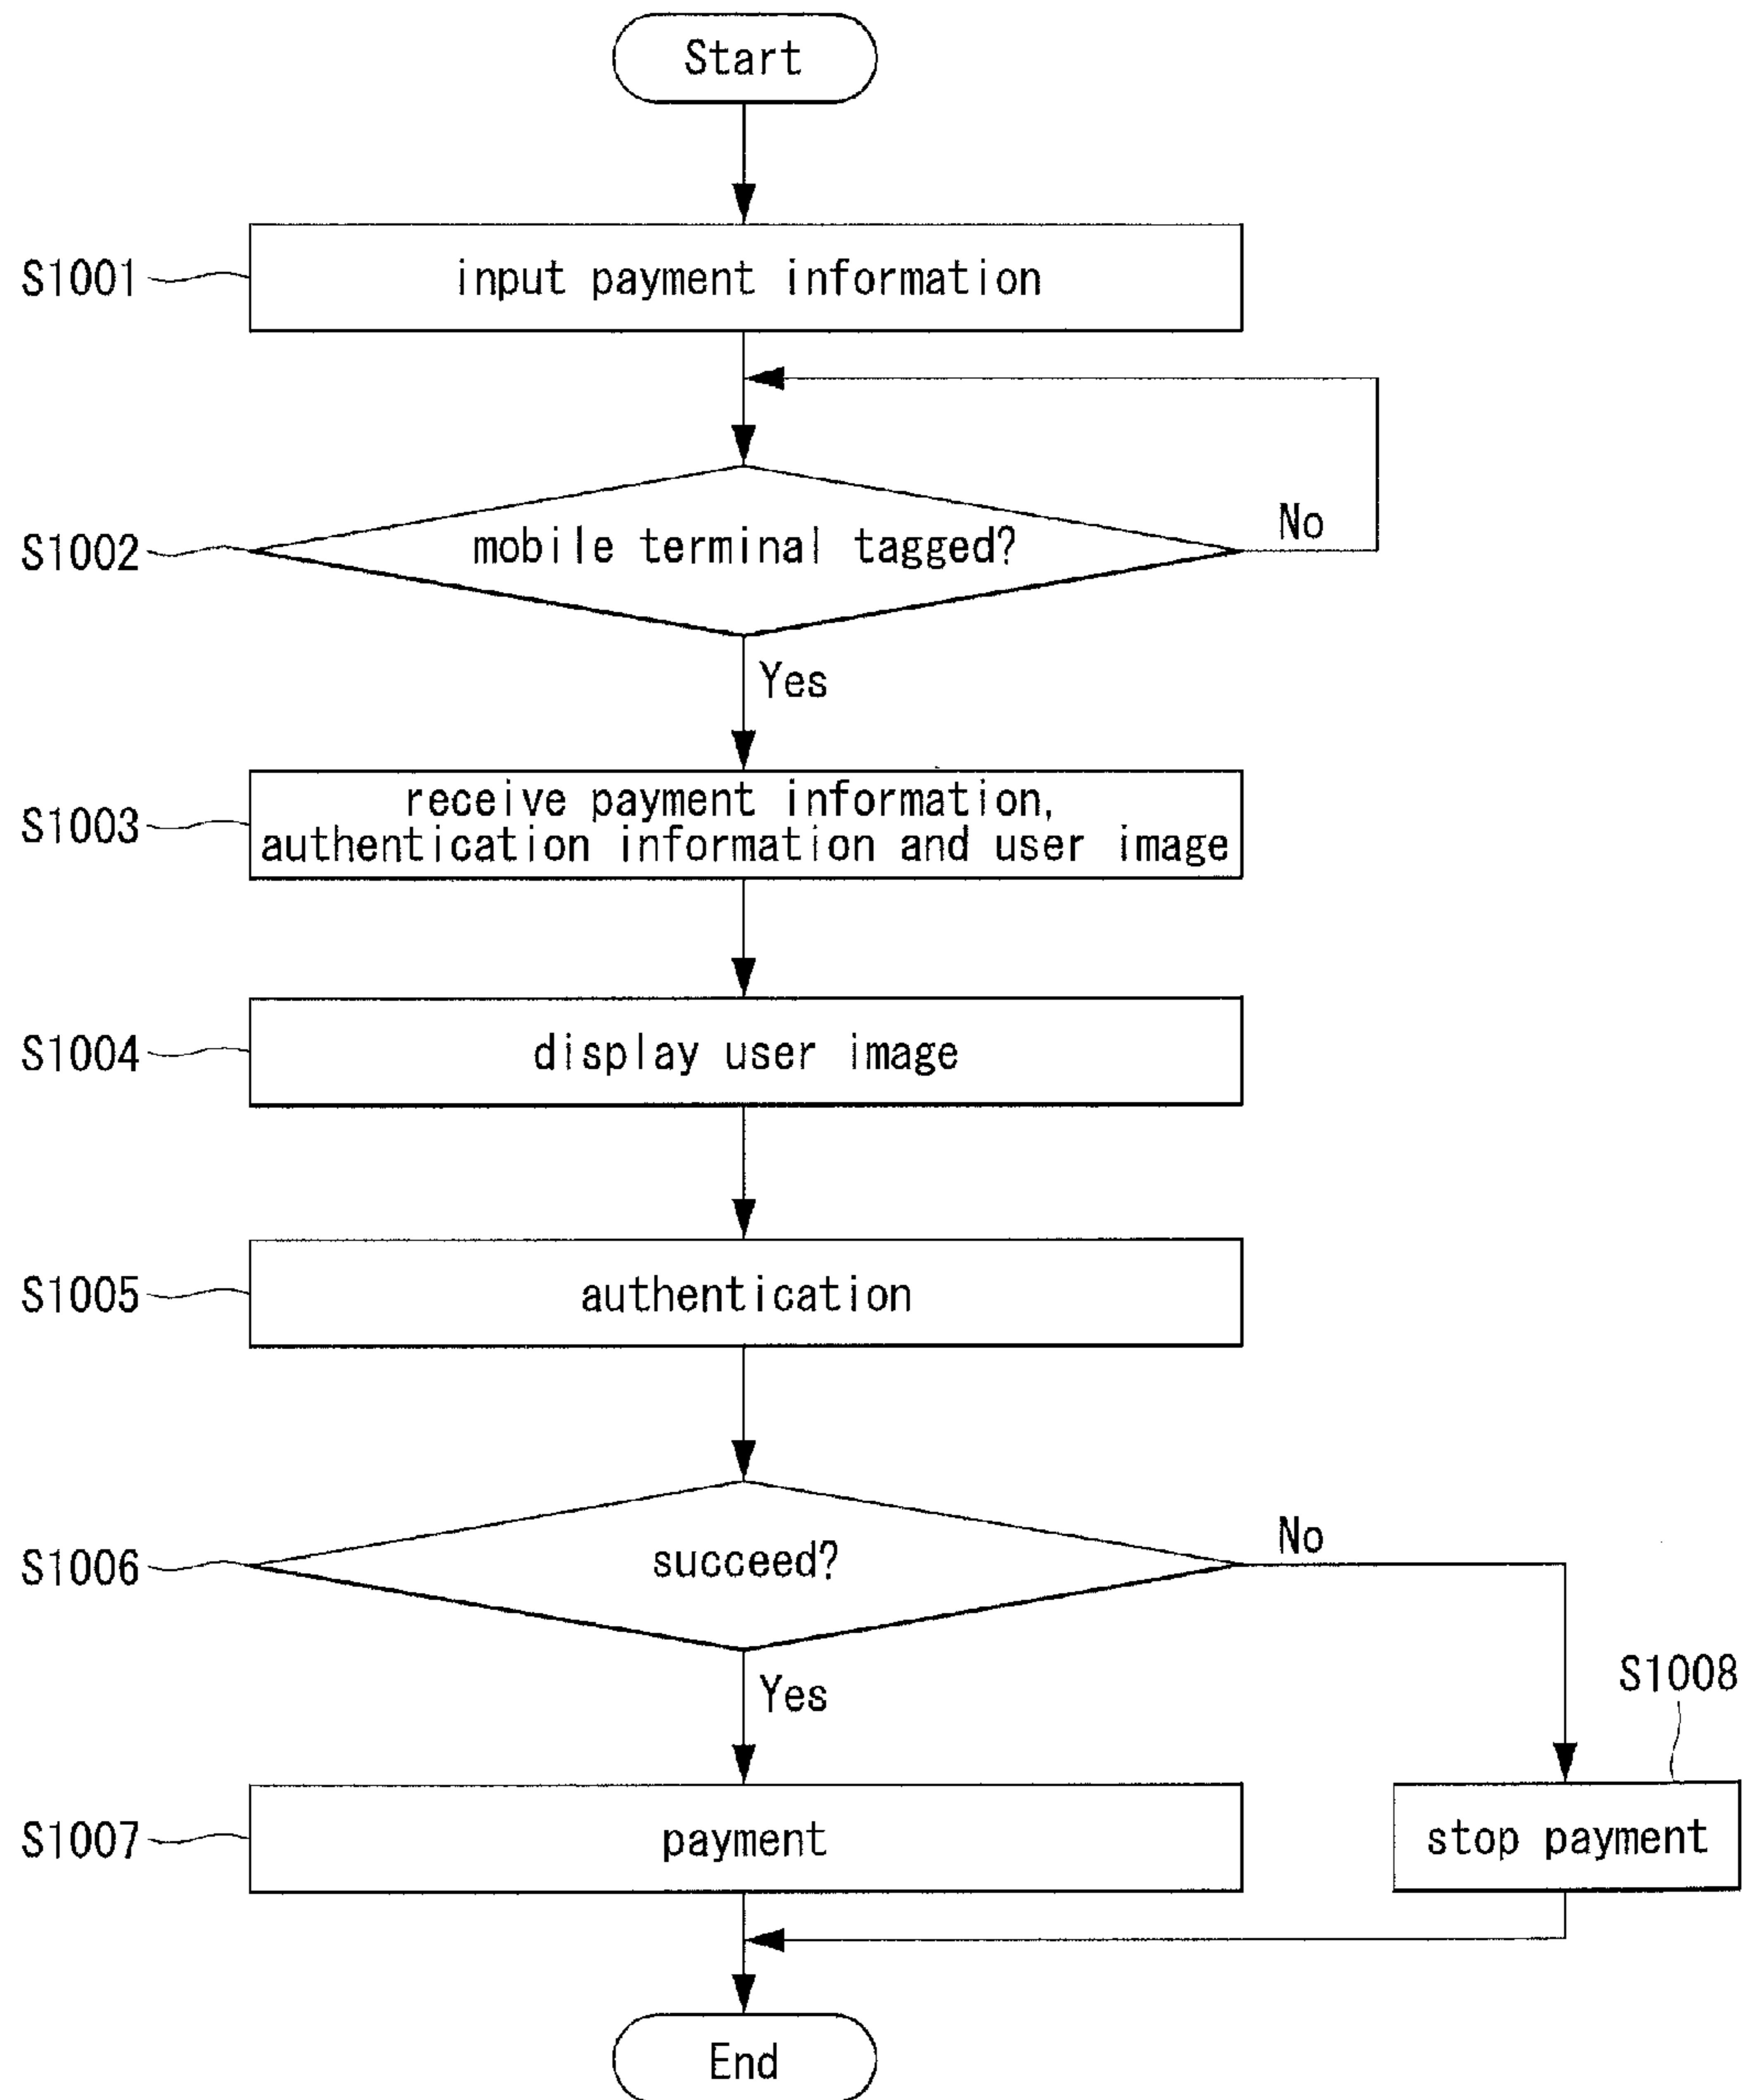 Start
S1001
input payment information
S1002
mobile terminal tagged?
No
Yes
S1003
receive payment information,
authentication information and user image
S1004
display user image
S1005
authentication
S1006
succeed?
No
Yes
S1008
S1007
payment
stop payment
End